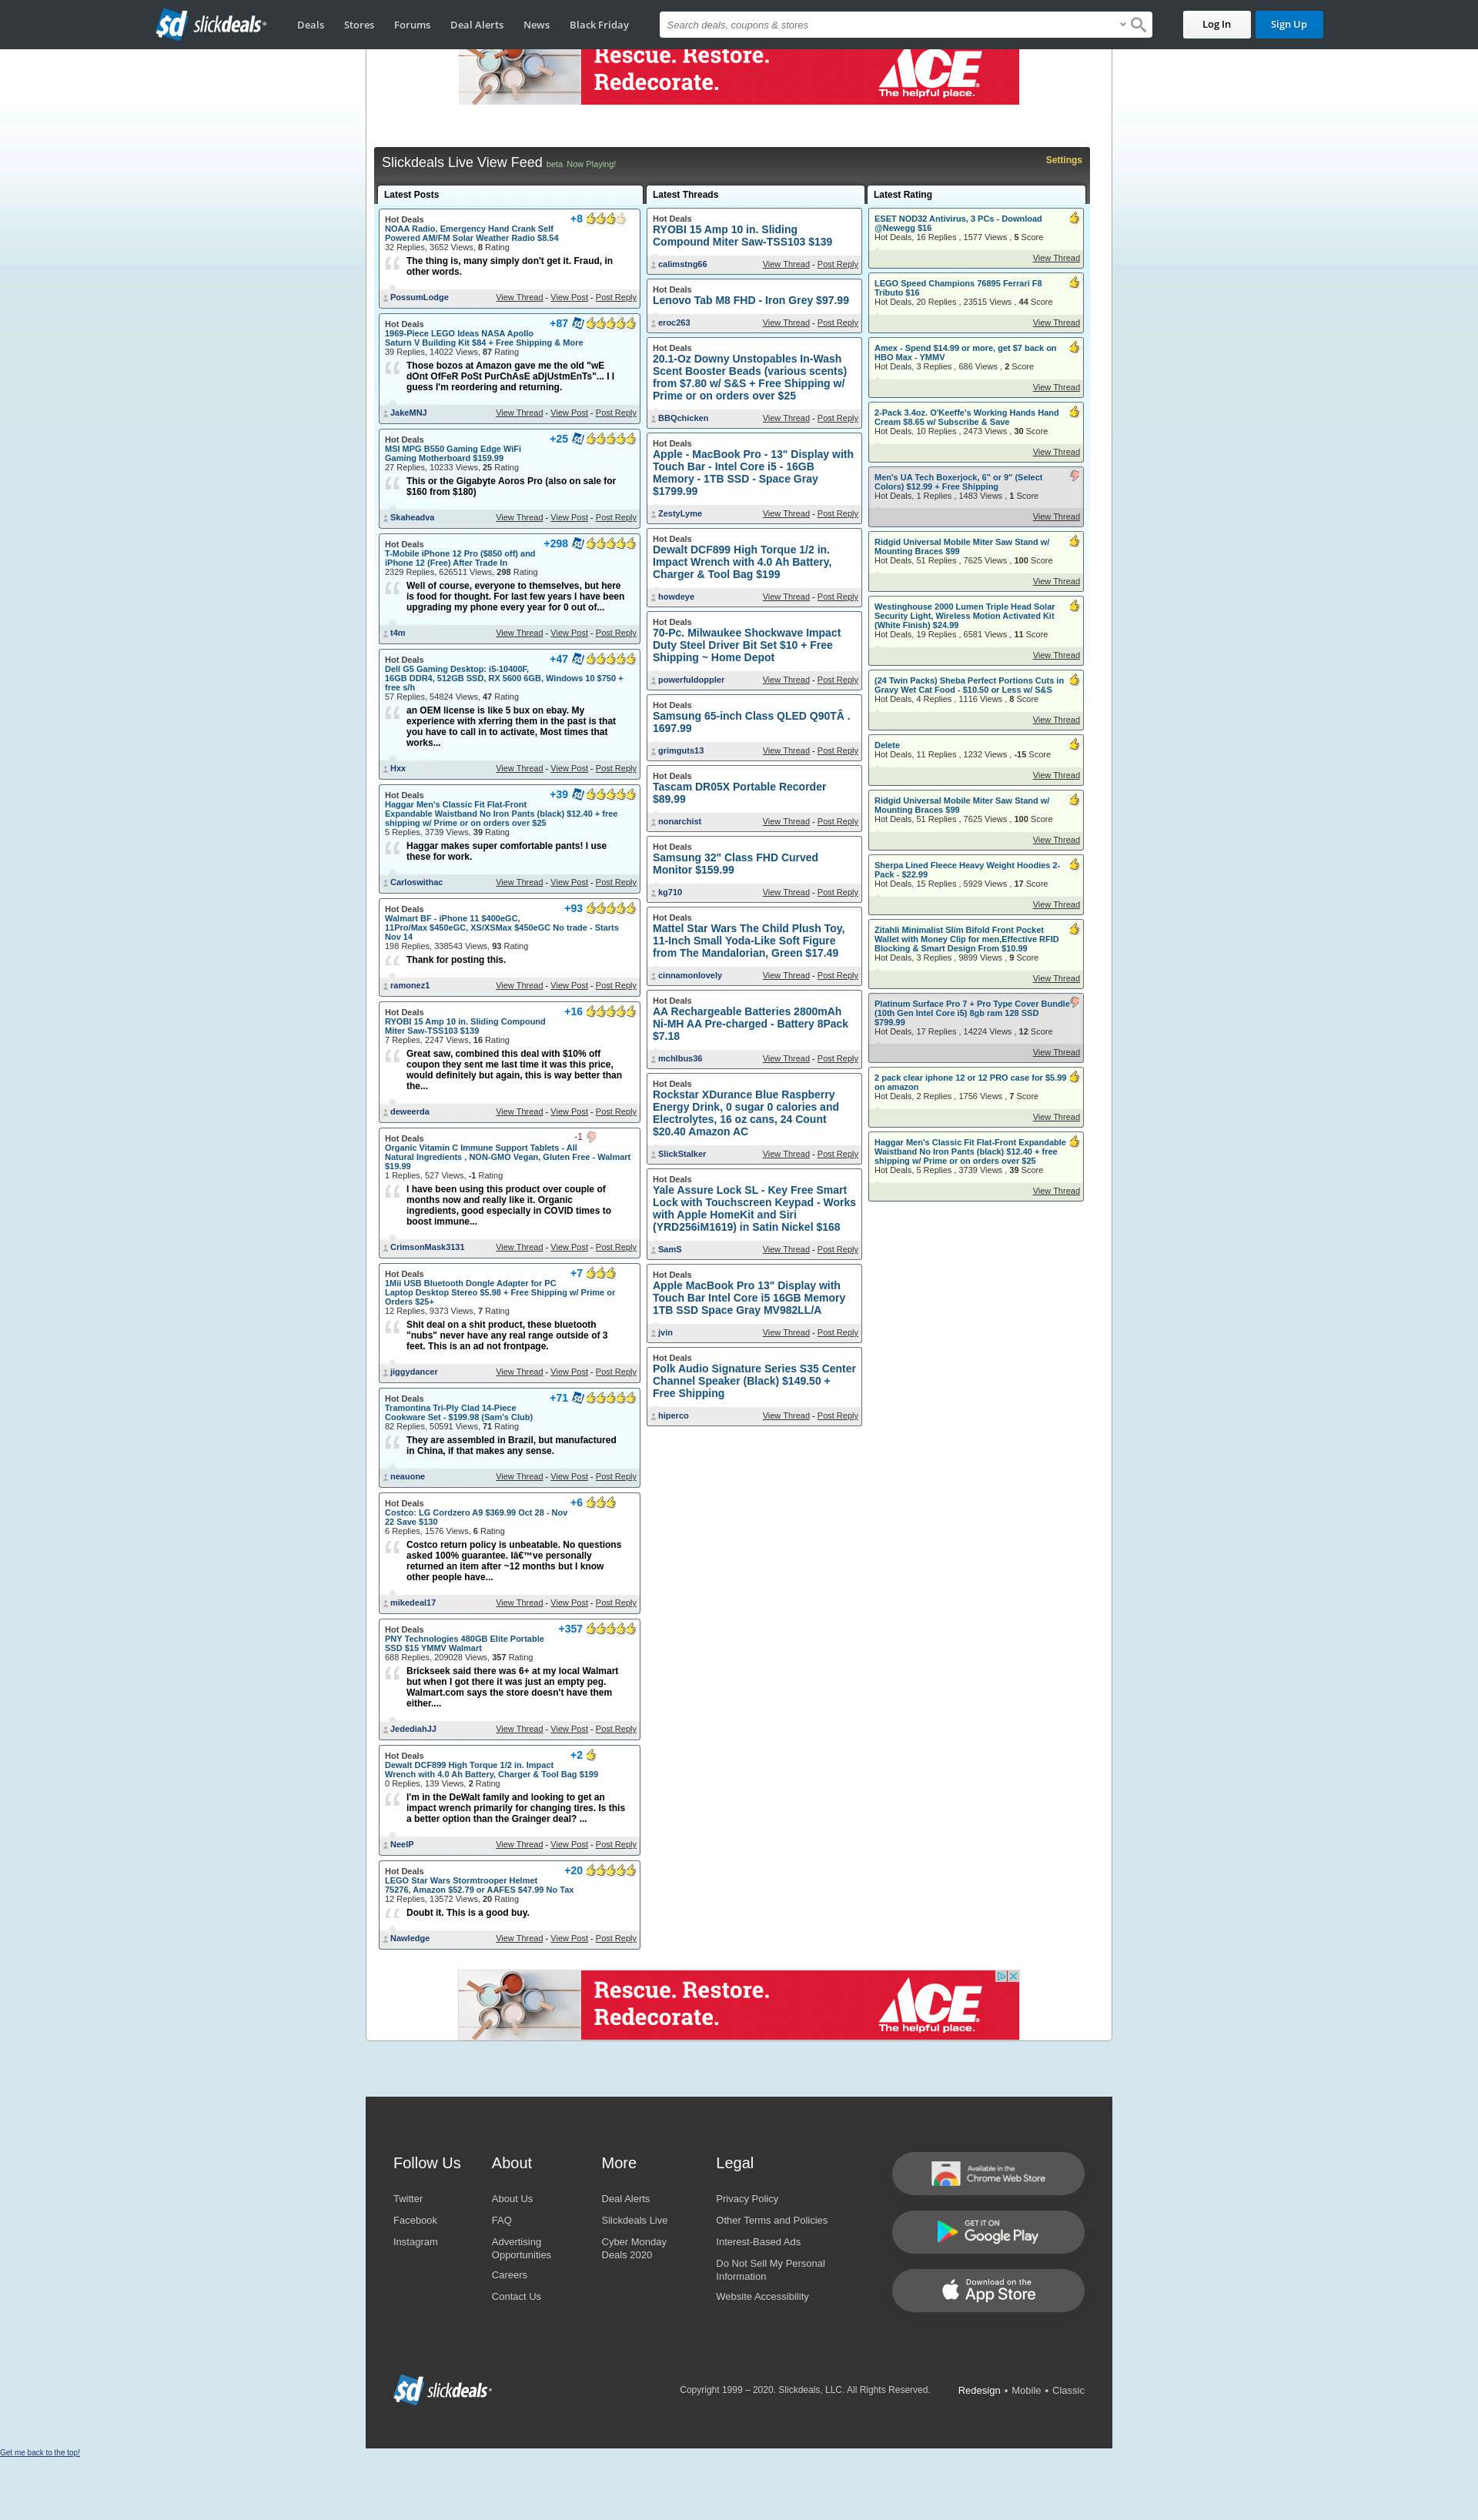 sd slickdeals
Deals Stores Forums Deal Alerts News Black Friday
Search deals, coupons & stores
Log In
Sign Up
Rescue. Restore.
Redecorate.
ACE
The helpful place.
Slickdeals Live View Feed beta Now Playing!
Settings
Latest Posts
Hot Deals
+8
NOAA Radio, Emergency Hand Crank Self
Powered AM/FM Solar Weather Radio $8.54
32 Replies, 3652 Views, 8 Rating
The thing is, many simply don't get it. Fraud, in
other words.
PossumLodge
View Thread - View Post - Post Reply
Hot Deals
+87
1969-Piece LEGO Ideas NASA Apollo
Saturn V Building Kit $84 + Free Shipping & More
39 Replies, 14022 Views, 87 Rating
Those bozos at Amazon gave me the old "wE
dOnt OfFeR PoSt PurChAsE aDjUstmEnTs"... I I
guess I'm reordering and returning.
JakeMNJ
View Thread - View Post - Post Reply
Hot Deals
+25
MSI MPG B550 Gaming Edge WiFi
Gaming Motherboard $159.99
27 Replies, 10233 Views, 25 Rating
This or the Gigabyte Aoros Pro (also on sale for
$160 from $180)
Skaheadva
View Thread - View Post - Post Reply
Hot Deals
+298
T-Mobile iPhone 12 Pro ($850 off) and
iPhone 12 (Free) After Trade In
2329 Replies, 626511 Views, 298 Rating
Well of course, everyone to themselves, but here
is food for thought. For last few years I have been
upgrading my phone every year for 0 out of...
t4m
View Thread - View Post - Post Reply
Hot Deals
+47
Dell G5 Gaming Desktop: i5-10400F,
16GB DDR4, 512GB SSD, RX 5600 6GB, Windows 10 $750 +
free s/h
57 Replies, 54824 Views, 47 Rating
an OEM license is like 5 bux on ebay. My
experience with xferring them in the past is that
you have to call in to activate, Most times that
works...
Hxx
View Thread - View Post - Post Reply
Hot Deals
+39
Haggar Men's Classic Fit Flat-Front
Expandable Waistband No Iron Pants (black) $12.40 + free
shipping w/ Prime or on orders over $25
5 Replies, 3739 Views, 39 Rating
Haggar makes super comfortable pants! I use
these for work.
Carloswithac
View Thread - View Post - Post Reply
Hot Deals
+93
Walmart BF - iPhone 11 $400eGC,
11Pro/Max $450eGC, XS/XSMax $450eGC No trade - Starts
Nov 14
198 Replies, 338543 Views, 93 Rating
Thank for posting this.
ramonez1
View Thread - View Post - Post Reply
Hot Deals
+16
RYOBI 15 Amp 10 in. Sliding Compound
Miter Saw-TSS103 $139
7 Replies, 2247 Views, 16 Rating
Great saw, combined this deal with $10% off
coupon they sent me last time it was this price,
would definitely but again, this is way better than
the...
deweerda
View Thread - View Post - Post Reply
Hot Deals
-1
Organic Vitamin C Immune Support Tablets - All
Natural Ingredients , NON-GMO Vegan, Gluten Free - Walmart
$19.99
1 Replies, 527 Views, -1 Rating
I have been using this product over couple of
months now and really like it. Organic
ingredients, good especially in COVID times to
boost immune...
CrimsonMask3131
View Thread - View Post - Post Reply
Hot Deals
+7
1Mii USB Bluetooth Dongle Adapter for PC
Laptop Desktop Stereo $5.98 + Free Shipping w/ Prime or
Orders $25+
12 Replies, 9373 Views, 7 Rating
Shit deal on a shit product, these bluetooth
"nubs" never have any real range outside of 3
feet. This is an ad not frontpage.
jiggydancer
View Thread - View Post - Post Reply
Hot Deals
+71
Tramontina Tri-Ply Clad 14-Piece
Cookware Set - $199.98 (Sam's Club)
82 Replies, 50591 Views, 71 Rating
They are assembled in Brazil, but manufactured
in China, if that makes any sense.
neauone
View Thread - View Post - Post Reply
Hot Deals
+6
Costco: LG Cordzero A9 $369.99 Oct 28 - Nov
22 Save $130
6 Replies, 1576 Views, 6 Rating
Costco return policy is unbeatable. No questions
asked 100% guarantee. Iâ€™ve personally
returned an item after ~12 months but I know
other people have...
mikedeal17
View Thread - View Post - Post Reply
Hot Deals
+357
PNY Technologies 480GB Elite Portable
SSD $15 YMMV Walmart
688 Replies, 209028 Views, 357 Rating
Brickseek said there was 6+ at my local Walmart
but when I got there it was just an empty peg.
Walmart.com says the store doesn't have them
either....
JedediahJJ
View Thread - View Post - Post Reply
Hot Deals
+2
Dewalt DCF899 High Torque 1/2 in. Impact
Wrench with 4.0 Ah Battery, Charger & Tool Bag $199
0 Replies, 139 Views, 2 Rating
I'm in the DeWalt family and looking to get an
impact wrench primarily for changing tires. Is this
a better option than the Grainger deal? ...
NeelP
View Thread - View Post - Post Reply
Hot Deals
+20
LEGO Star Wars Stormtrooper Helmet
75276, Amazon $52.79 or AAFES $47.99 No Tax
12 Replies, 13572 Views, 20 Rating
Doubt it. This is a good buy.
Nawledge
View Thread - View Post - Post Reply
Latest Threads
Hot Deals
RYOBI 15 Amp 10 in. Sliding
Compound Miter Saw-TSS103 $139
calimstng66
View Thread - Post Reply
Hot Deals
Lenovo Tab M8 FHD - Iron Grey $97.99
eroc263
View Thread - Post Reply
Hot Deals
20.1-Oz Downy Unstopables In-Wash
Scent Booster Beads (various scents)
from $7.80 w/ S&S + Free Shipping w/
Prime or on orders over $25
BBQchicken
View Thread - Post Reply
Hot Deals
Apple - MacBook Pro - 13" Display with
Touch Bar - Intel Core i5 - 16GB
Memory - 1TB SSD - Space Gray
$1799.99
ZestyLyme
View Thread - Post Reply
Hot Deals
Dewalt DCF899 High Torque 1/2 in.
Impact Wrench with 4.0 Ah Battery,
Charger & Tool Bag $199
howdeye
View Thread - Post Reply
Hot Deals
70-Pc. Milwaukee Shockwave Impact
Duty Steel Driver Bit Set $10 + Free
Shipping ~ Home Depot
powerfuldoppler
View Thread - Post Reply
Hot Deals
Samsung 65-inch Class QLED Q90TÂ .
1697.99
grimguts13
View Thread - Post Reply
Hot Deals
Tascam DR05X Portable Recorder
$89.99
nonarchist
View Thread - Post Reply
Hot Deals
Samsung 32" Class FHD Curved
Monitor $159.99
kg710
View Thread - Post Reply
Hot Deals
Mattel Star Wars The Child Plush Toy,
11-Inch Small Yoda-Like Soft Figure
from The Mandalorian, Green $17.49
cinnamonlovely
View Thread - Post Reply
Hot Deals
AA Rechargeable Batteries 2800mAh
Ni-MH AA Pre-charged - Battery 8Pack
$7.18
mchlbus36
View Thread - Post Reply
Hot Deals
Rockstar XDurance Blue Raspberry
Energy Drink, 0 sugar 0 calories and
Electrolytes, 16 oz cans, 24 Count
$20.40 Amazon AC
SlickStalker
View Thread - Post Reply
Hot Deals
Yale Assure Lock SL - Key Free Smart
Lock with Touchscreen Keypad - Works
with Apple HomeKit and Siri
(YRD256iM1619) in Satin Nickel $168
SamS
View Thread - Post Reply
Hot Deals
Apple MacBook Pro 13" Display with
Touch Bar Intel Core i5 16GB Memory
1TB SSD Space Gray MV982LL/A
jvin
View Thread - Post Reply
Hot Deals
Polk Audio Signature Series S35 Center
Channel Speaker (Black) $149.50 +
Free Shipping
hiperco
View Thread - Post Reply
Latest Rating
ESET NOD32 Antivirus, 3 PCs - Download
@Newegg $16
Hot Deals, 16 Replies , 1577 Views , 5 Score
View Thread
LEGO Speed Champions 76895 Ferrari F8
Tributo $16
Hot Deals, 20 Replies , 23515 Views , 44 Score
View Thread
Amex - Spend $14.99 or more, get $7 back on
HBO Max - YMMV
Hot Deals, 3 Replies , 686 Views , 2 Score
View Thread
2-Pack 3.4oz. O'Keeffe's Working Hands Hand
Cream $8.65 w/ Subscribe & Save
Hot Deals, 10 Replies , 2473 Views , 30 Score
View Thread
Men's UA Tech Boxerjock, 6" or 9" (Select
Colors) $12.99 + Free Shipping
Hot Deals, 1 Replies , 1483 Views , 1 Score
View Thread
Ridgid Universal Mobile Miter Saw Stand w/
Mounting Braces $99
Hot Deals, 51 Replies , 7625 Views , 100 Score
View Thread
Westinghouse 2000 Lumen Triple Head Solar
Security Light, Wireless Motion Activated Kit
(White Finish) $24.99
Hot Deals, 19 Replies , 6581 Views , 11 Score
View Thread
(24 Twin Packs) Sheba Perfect Portions Cuts in
Gravy Wet Cat Food - $10.50 or Less w/ S&S
Hot Deals, 4 Replies , 1116 Views , 8 Score
View Thread
Delete
Hot Deals, 11 Replies , 1232 Views , -15 Score
View Thread
Ridgid Universal Mobile Miter Saw Stand w/
Mounting Braces $99
Hot Deals, 51 Replies , 7625 Views , 100 Score
View Thread
Sherpa Lined Fleece Heavy Weight Hoodies 2-
Pack - $22.99
Hot Deals, 15 Replies , 5929 Views , 17 Score
View Thread
Zitahli Minimalist Slim Bifold Front Pocket
Wallet with Money Clip for men,Effective RFID
Blocking & Smart Design From $10.99
Hot Deals, 3 Replies , 9899 Views , 9 Score
View Thread
Platinum Surface Pro 7 + Pro Type Cover Bundle
(10th Gen Intel Core i5) 8gb ram 128 SSD
$799.99
Hot Deals, 17 Replies , 14224 Views , 12 Score
View Thread
2 pack clear iphone 12 or 12 PRO case for $5.99
on amazon
Hot Deals, 2 Replies , 1756 Views , 7 Score
View Thread
Haggar Men's Classic Fit Flat-Front Expandable
Waistband No Iron Pants (black) $12.40 + free
shipping w/ Prime or on orders over $25
Hot Deals, 5 Replies , 3739 Views , 39 Score
View Thread
Rescue. Restore.
Redecorate.
ACE
The helpful place.
Follow Us
Twitter
Facebook
Instagram
About
About Us
FAQ
Advertising
Opportunities
Careers
Contact Us
More
Deal Alerts
Slickdeals Live
Cyber Monday
Deals 2020
Legal
Privacy Policy
Other Terms and Policies
Interest-Based Ads
Do Not Sell My Personal
Information
Website Accessibility
Available in the
Chrome Web Store
GET IT ON
Google Play
Download on the
App Store
sd slickdeals
Copyright 1999 – 2020. Slickdeals, LLC. All Rights Reserved.
Redesign • Mobile • Classic
Get me back to the top!